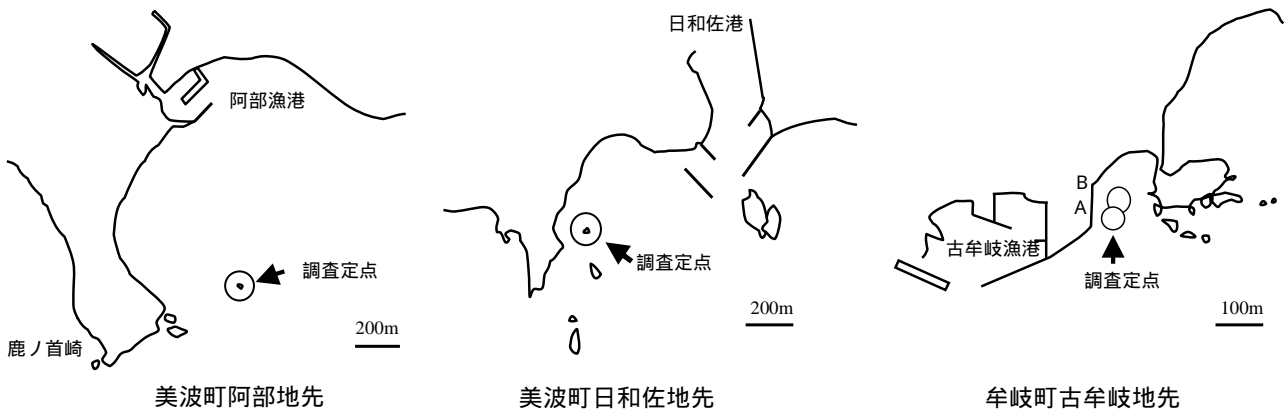 阿部漁港
調査定点
200m
鹿ノ首崎
美波町阿部地先
日和佐港
調査定点
200m
美波町日和佐地先
B
A
古牟岐漁港
調査定点
100m
牟岐町古牟岐地先